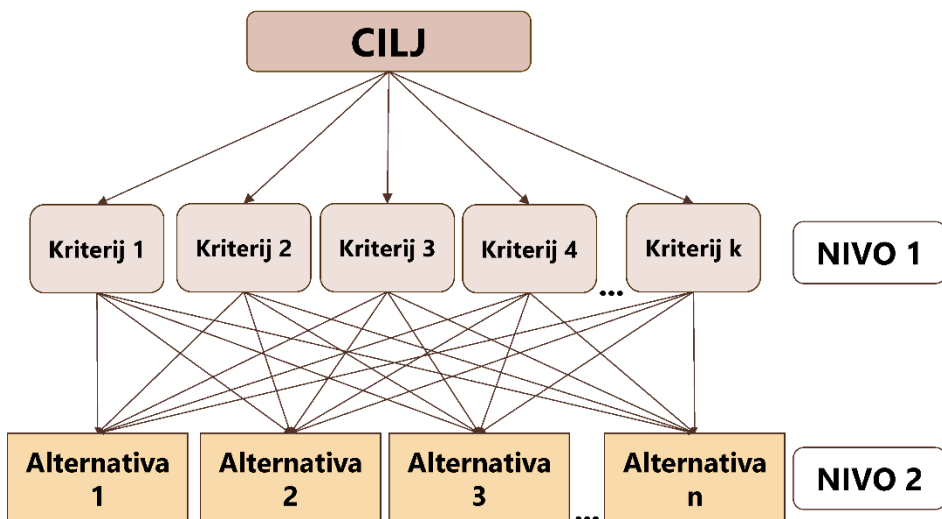 CILJ
Kriterij 1
Kriterij 2
Kriterij 3
Kriterij 4
...
Kriterij k
NIVO 1
Alternativa
1
Alternativa
2
Alternativa
3
...
Alternativa
n
NIVO 2